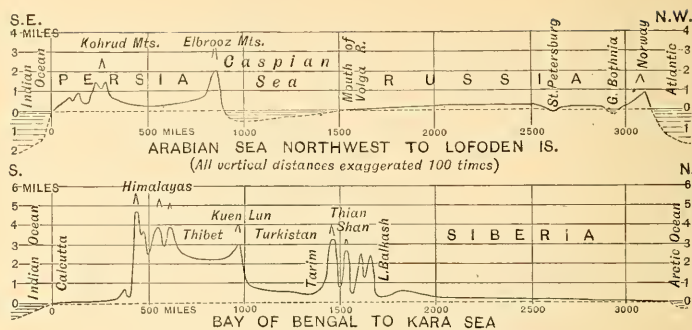 S.E. N.W.
4 MILES 4
Kohrud Mts. Elbrooz Mts.
3 3
Caspian
2 2
PERSIA Sea RUSSIA
1 1
0 0
2 2
Indian Ocean
Mouth of Volga R.
St. Petersburg
G. Bothnia
Norway
Atlantic
500 MILES 1000 1500 2000 2500 3000
ARABIAN SEA NORTHWEST TO LOFODEN IS.
(All vertical distances exaggerated 100 times)
S. N.
6 MILES 6
Himalayas
5 5
Kuen Lun Thian Shan
4 4
Thibet Turkistan SIBERIA
3 3
2 2
1 1
0 0
Indian Ocean
Calcutta
Tarim
L. Balkash
Arctic Ocean
500 MILES 1000 1500 2000 2500 3000
BAY OF BENGAL TO KARA SEA